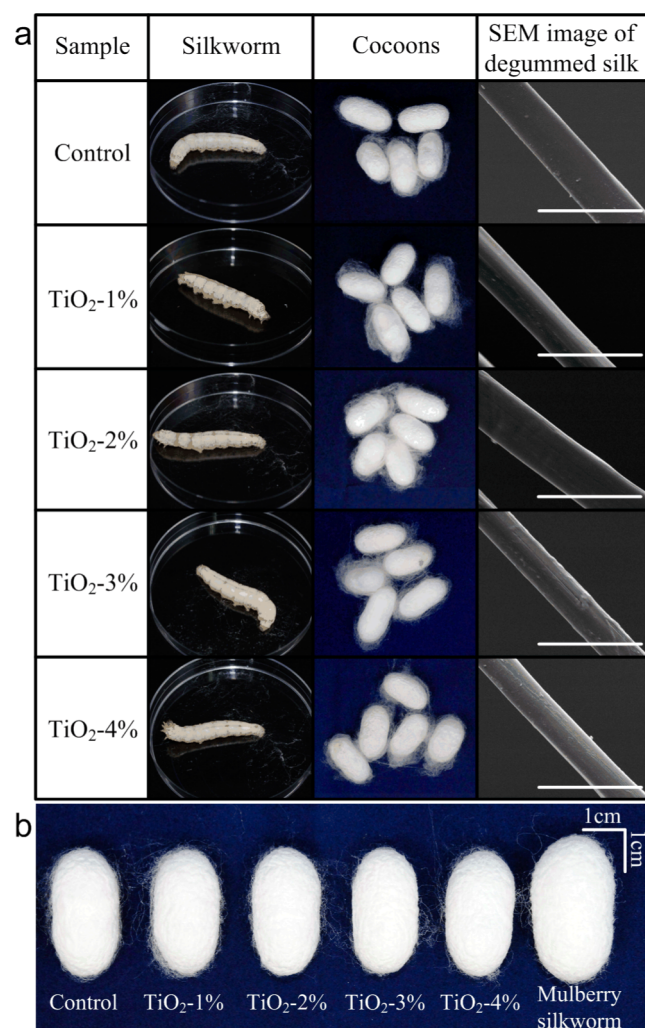 a
Sample Silkworm Cocoons SEM image of
degummed silk
Control
TiO₂-1%
TiO₂-2%
TiO₂-3%
TiO₂-4%
b
1cm
1cm
Control TiO₂-1% TiO₂-2% TiO₂-3% TiO₂-4% Mulberry
silkworm